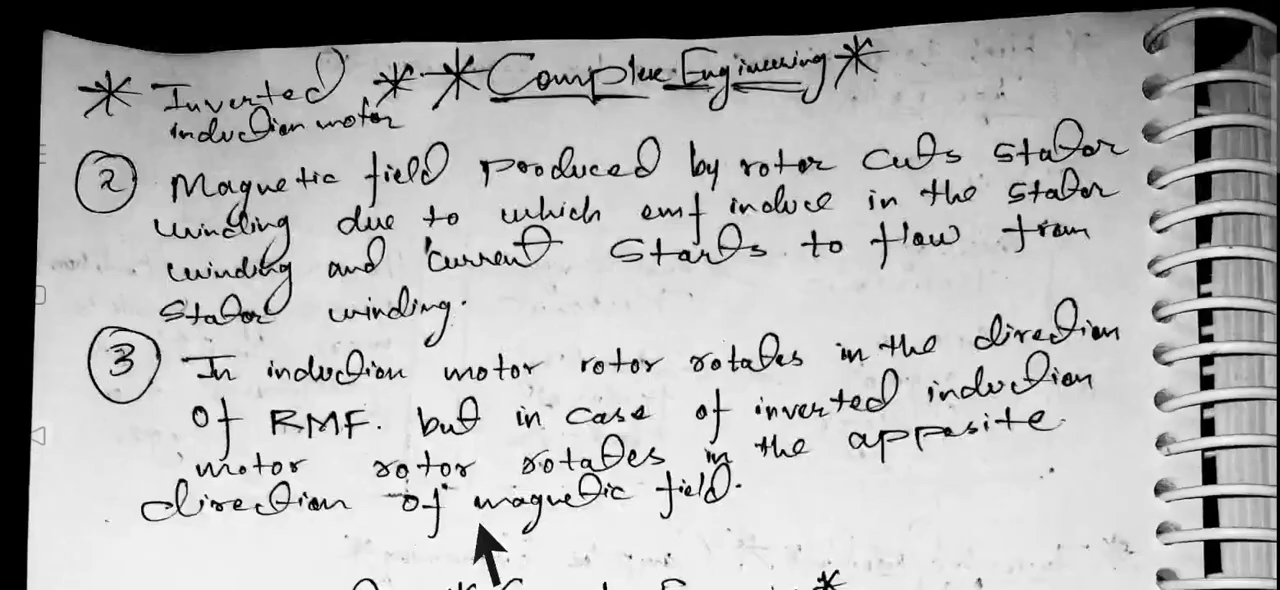 * Inverted * * Complex Engineering *
induction motor
② Magnetic field produced by rotor cuts stator
winding due to which emf induce in the stator
winding and current starts to flow from
stator winding.
③ In induction motor rotor rotates in the direction
of RMF. but in case of inverted induction
motor rotor rotates in the opposite
direction of magnetic field.